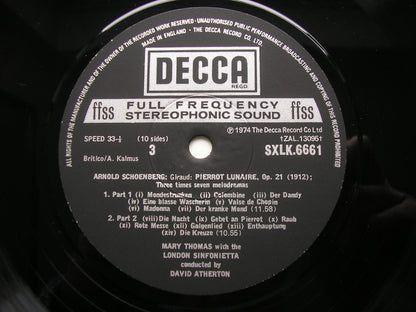 ALL RIGHTS OF THE MANUFACTURER AND OF THE OWNER OF THE RECORDED WORK RESERVED · UNAUTHORISED PUBLIC PERFORMANCE BROADCASTING AND COPYING OF THIS RECORD PROHIBITED
MADE IN ENGLAND · THE DECCA RECORD CO. LTD.
DECCA
REGD
ffss FULL FREQUENCY ffss
STEREOPHONIC SOUND
SPEED 33-⅓ (10 sides) ℗ 1974 The Decca Record Co Ltd
3 †ZAL.13095†
Britico/A. Kalmus SXLK.6661
ARNOLD SCHOENBERG; Giraud: PIERROT LUNAIRE, Op. 21 (1912);
Three times seven melodramas
1. Part 1 (i) Mondestrunken (ii) Colombine (iii) Der Dandy
(iv) Eine blasse Wascherin (v) Valse de Chopin
(vi) Madonna (vii) Der kranke Mond (11.58)
2. Part 2 (viii) Die Nacht (ix) Gebet an Pierrot (x) Raub
(xi) Rote Messe (xii) Galgenlied (xiii) Enthauptung
(xiv) Die Kreuze (10.55)
MARY THOMAS with the
LONDON SINFONIETTA
conducted by
DAVID ATHERTON